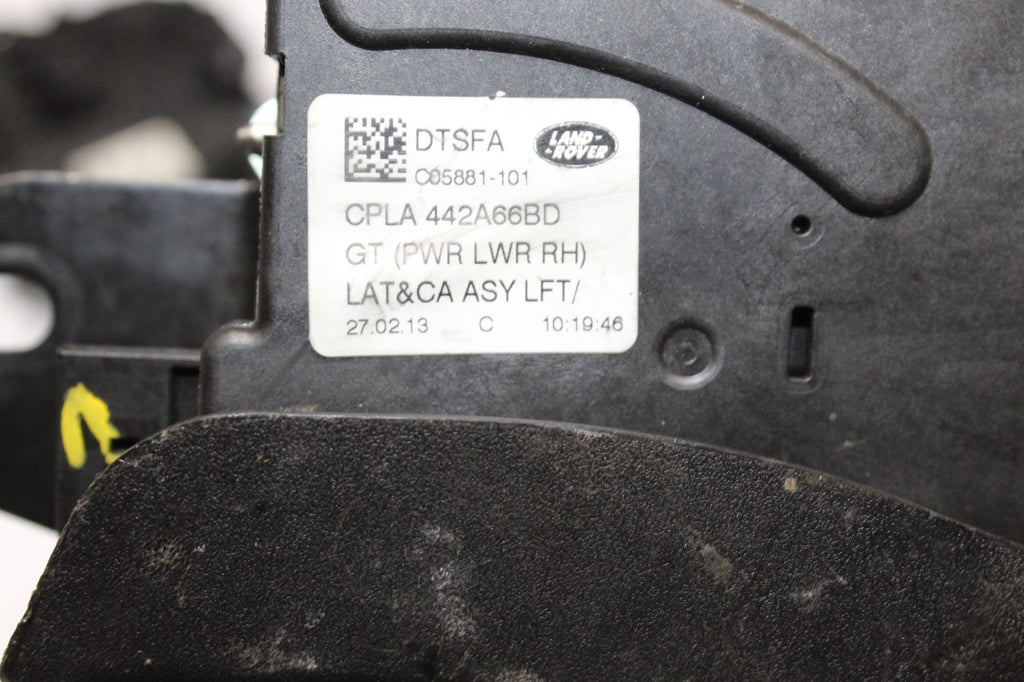 DTSFA
LAND-
-ROVER
C05881-101
CPLA 442A66BD
GT (PWR LWR RH)
LAT&CA ASY LFT/
27.02.13 C 10:19:46